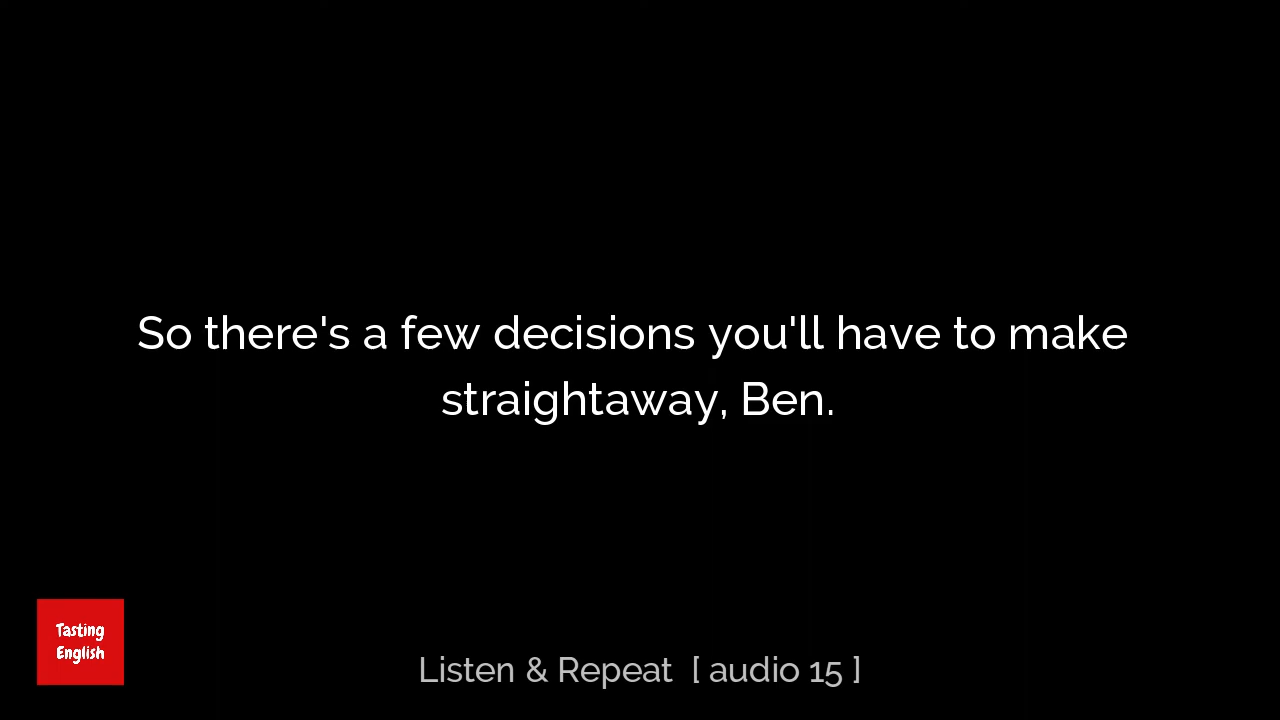 So there's a few decisions you'll have to make
straightaway, Ben.
Tasting
English
Listen & Repeat [ audio 15 ]